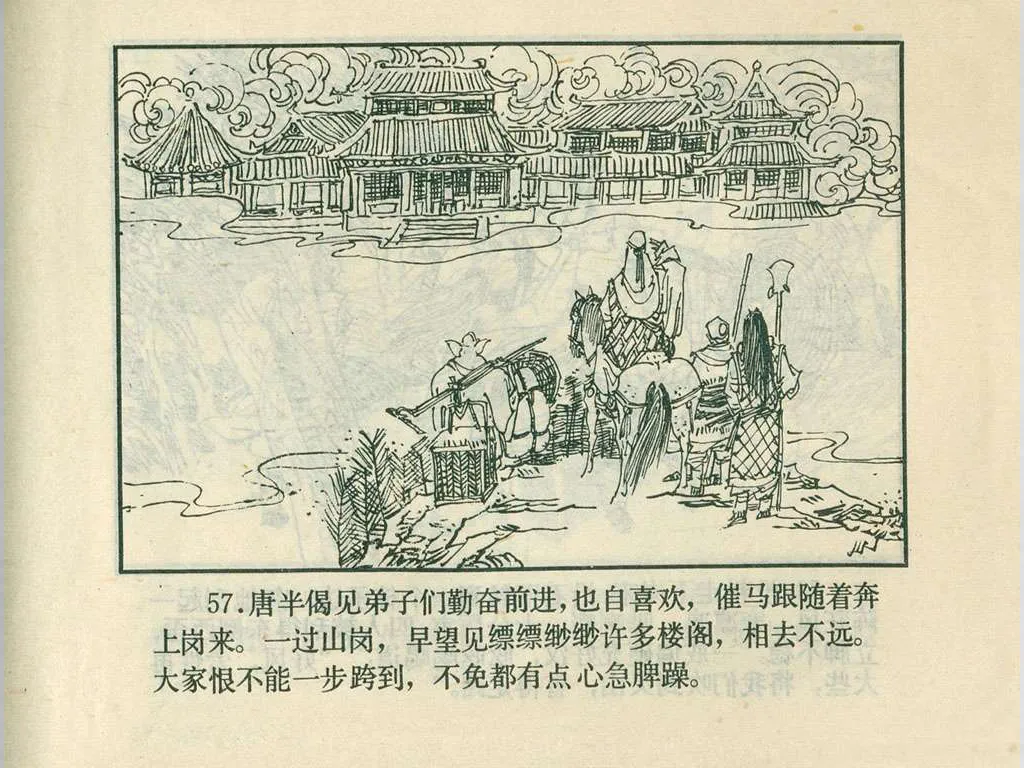 57.唐半偈见弟子们勤奋前进，也自喜欢，催马跟随着奔
上岗来。一过山岗，早望见缥缥缈缈许多楼阁，相去不远。
大家恨不能一步跨到，不免都有点心急脾躁。